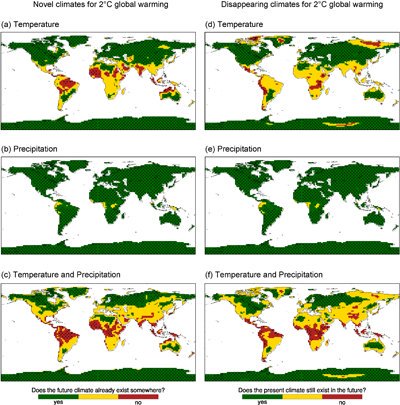 Novel climates for 2°C global warming
Disappearing climates for 2°C global warming
(a) Temperature
(d) Temperature
(b) Precipitation
(e) Precipitation
(c) Temperature and Precipitation
(f) Temperature and Precipitation
Does the future climate already exist somewhere?
yes no
Does the present climate still exist in the future?
yes no